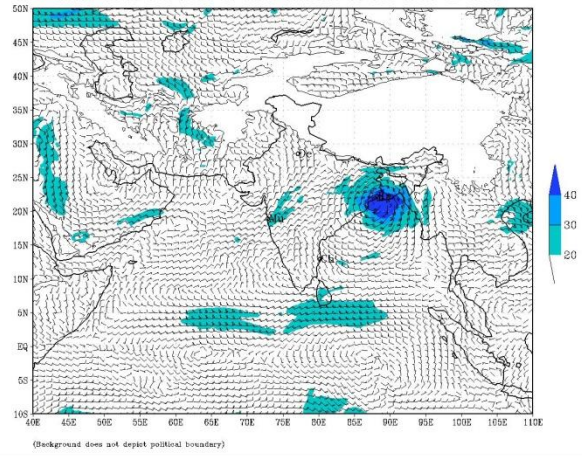 50N
45N
40N
35N
30N
25N
20N
15N
10N
5N
EQ
5S
10S
40E 45E 50E 55E 60E 65E 70E 75E 80E 85E 90E 95E 100E 105E 110E
40
30
20
(Background does not depict political boundary)